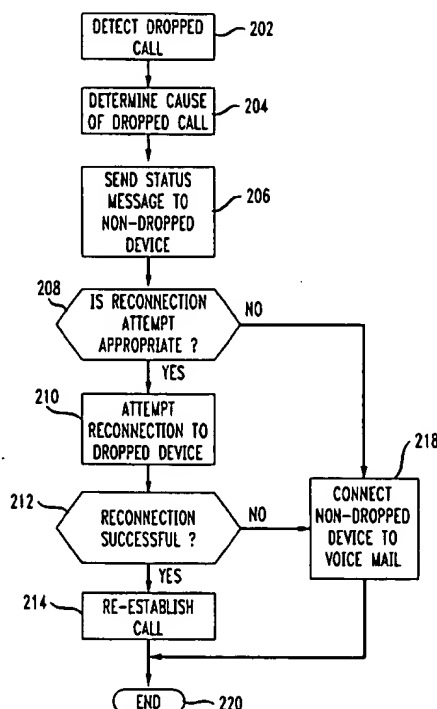 DETECT DROPPED
CALL
202
DETERMINE CAUSE
OF DROPPED CALL
204
SEND STATUS
MESSAGE TO
NON-DROPPED
DEVICE
206
208
IS RECONNECTION
ATTEMPT
APPROPRIATE ?
NO
YES
210
ATTEMPT
RECONNECTION TO
DROPPED DEVICE
218
CONNECT
NON-DROPPED
DEVICE TO
VOICE MAIL
212
RECONNECTION
SUCCESSFUL ?
NO
YES
214
RE-ESTABLISH
CALL
END
220